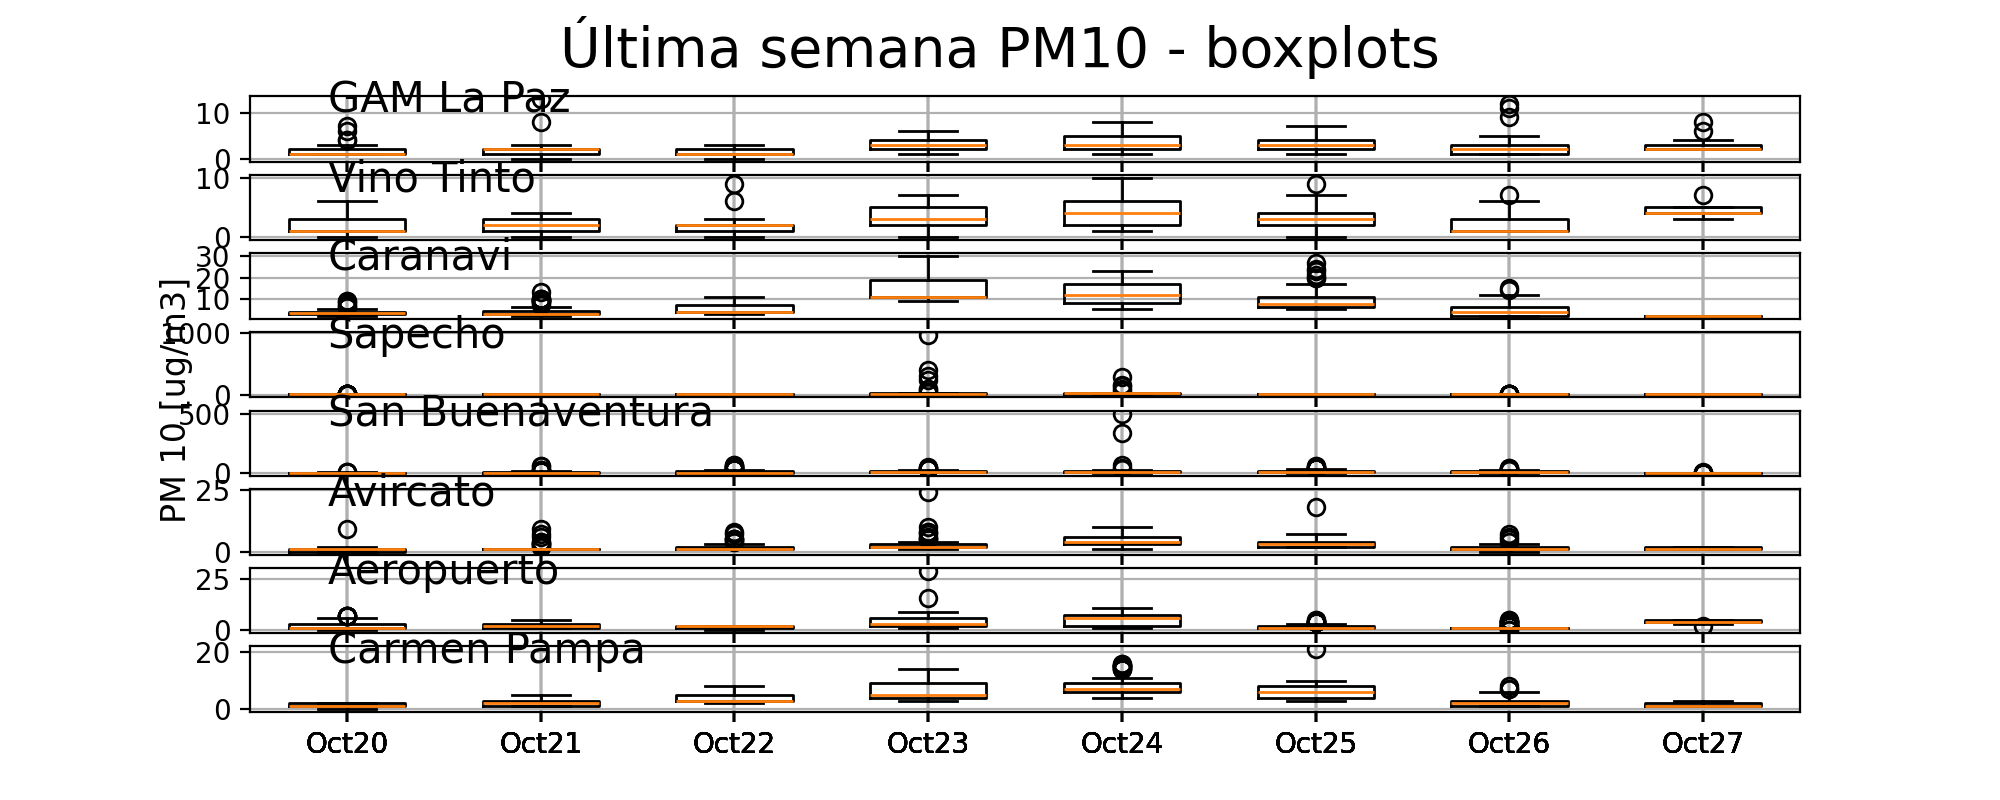 Última semana PM10 - boxplots
GAM La Paz
10
0
Vino Tinto
10
0
Caranavi
30
20
10
Sapecho
1000
0
San Buenaventura
500
0
Avircato
25
0
Aeropuerto
25
0
Carmen Pampa
20
0
PM 10 [ug/m3]
Oct20 Oct21 Oct22 Oct23 Oct24 Oct25 Oct26 Oct27